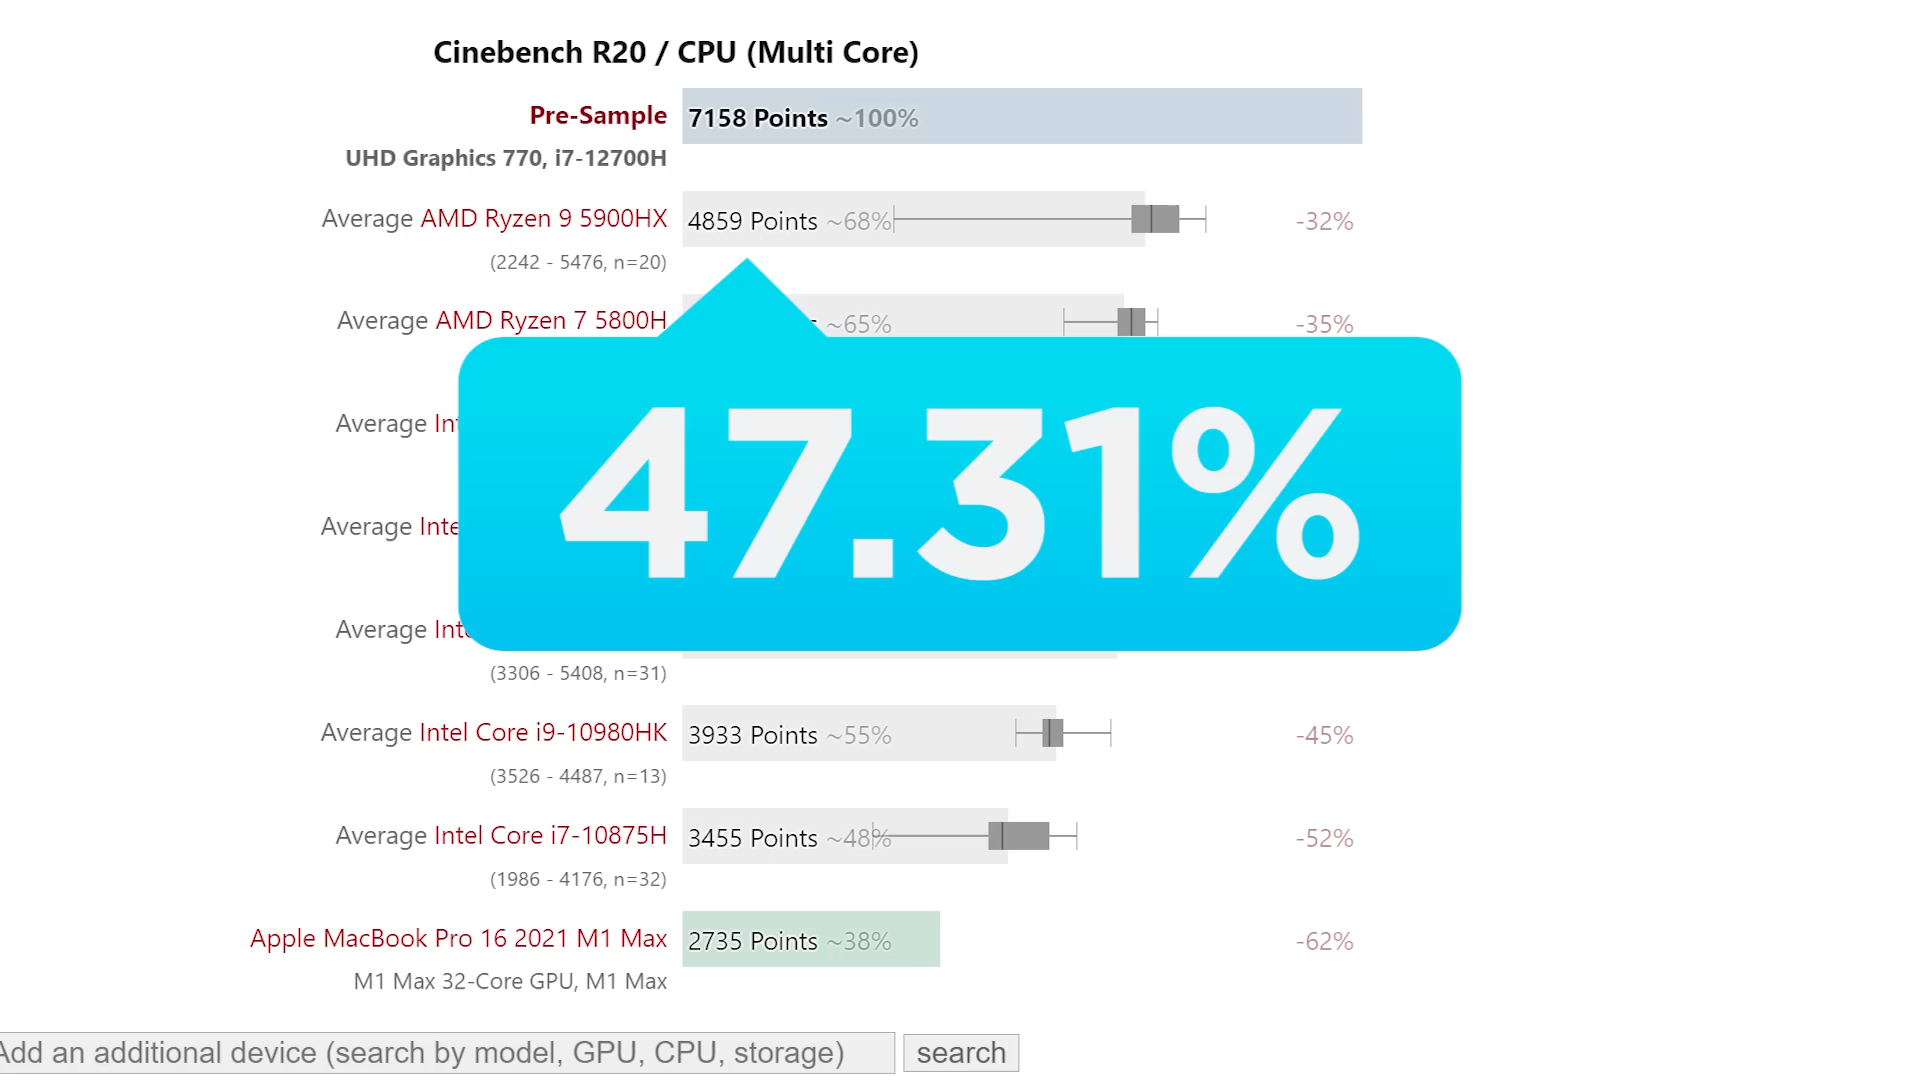 Cinebench R20 / CPU (Multi Core)
Pre-Sample 7158 Points ~100%
UHD Graphics 770, i7-12700H
Average AMD Ryzen 9 5900HX 4859 Points ~68% -32%
(2242 - 5476, n=20)
Average AMD Ryzen 7 5800H ~65% -35%
47.31%
Average
Average
Average
(3306 - 5408, n=31)
Average Intel Core i9-10980HK 3933 Points ~55% -45%
(3526 - 4487, n=13)
Average Intel Core i7-10875H 3455 Points ~48% -52%
(1986 - 4176, n=32)
Apple MacBook Pro 16 2021 M1 Max 2735 Points ~38% -62%
M1 Max 32-Core GPU, M1 Max
Add an additional device (search by model, GPU, CPU, storage) search